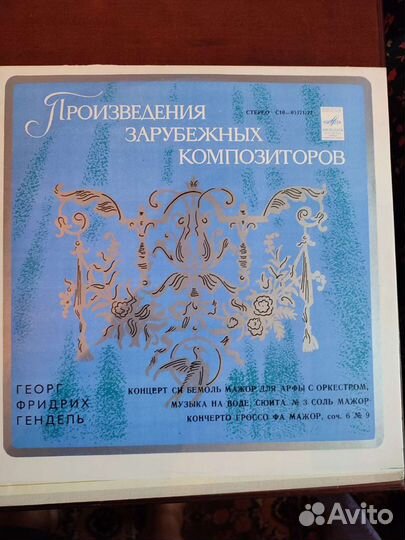 ПРОИЗВЕДЕНИЯ
ЗАРУБЕЖНЫХ
КОМПОЗИТОРОВ
СТЕРЕО
ГЕОРГ
ФРИДРИХ
ГЕНДЕЛЬ
КОНЦЕРТ СИ БЕМОЛЬ МАЖОР ДЛЯ АРФЫ С ОРКЕСТРОМ,
МУЗЫКА НА ВОДЕ, СЮИТА № 3 СОЛЬ МАЖОР
КОНЧЕРТО ГРОССО ФА МАЖОР, соч. 6 № 9
Avito